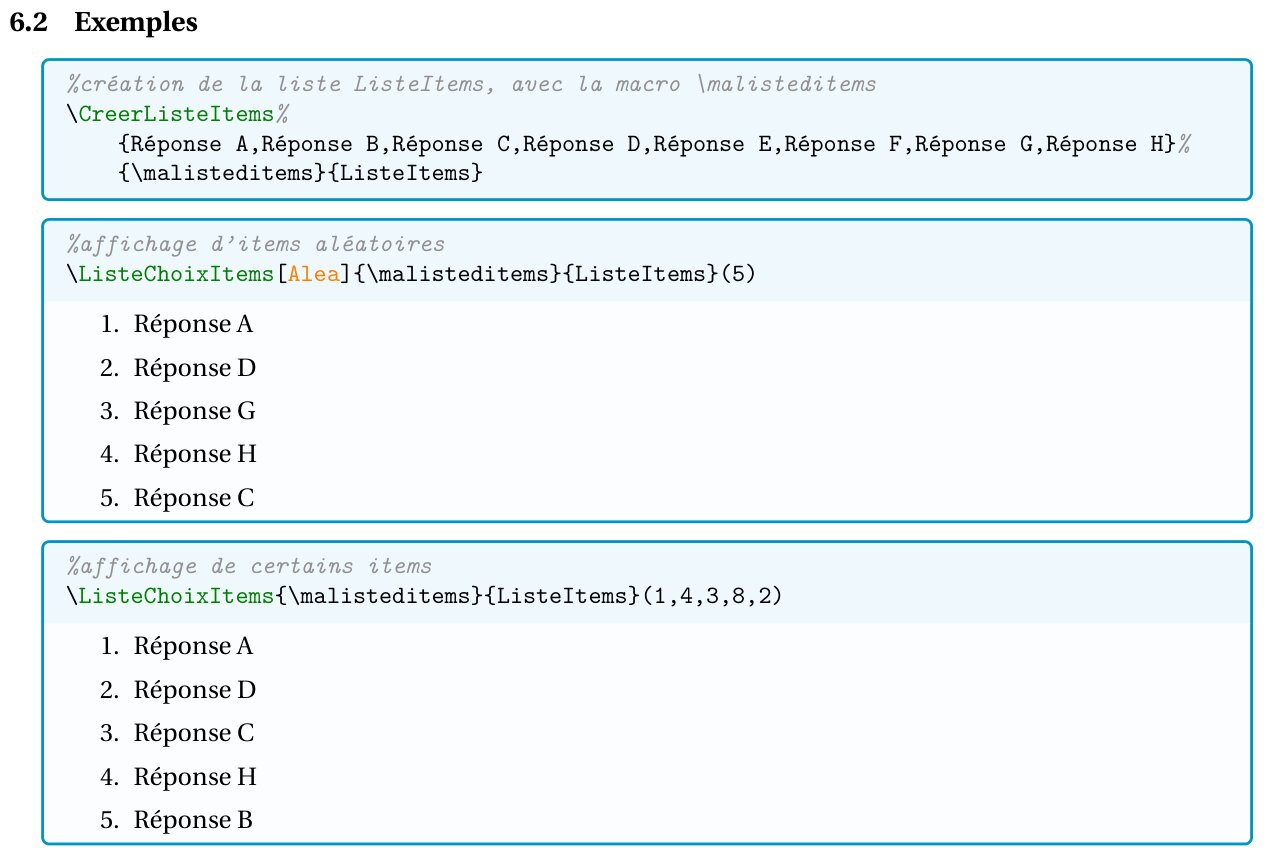 6.2 Exemples
%création de la liste ListeItems, avec la macro \malisteditems
\CreerListeItems%
{Réponse A,Réponse B,Réponse C,Réponse D,Réponse E,Réponse F,Réponse G,Réponse H}%
{\malisteditems}{ListeItems}
%affichage d'items aléatoires
\ListeChoixItems[Alea]{\malisteditems}{ListeItems}(5)
1. Réponse A
2. Réponse D
3. Réponse G
4. Réponse H
5. Réponse C
%affichage de certains items
\ListeChoixItems{\malisteditems}{ListeItems}(1,4,3,8,2)
1. Réponse A
2. Réponse D
3. Réponse C
4. Réponse H
5. Réponse B